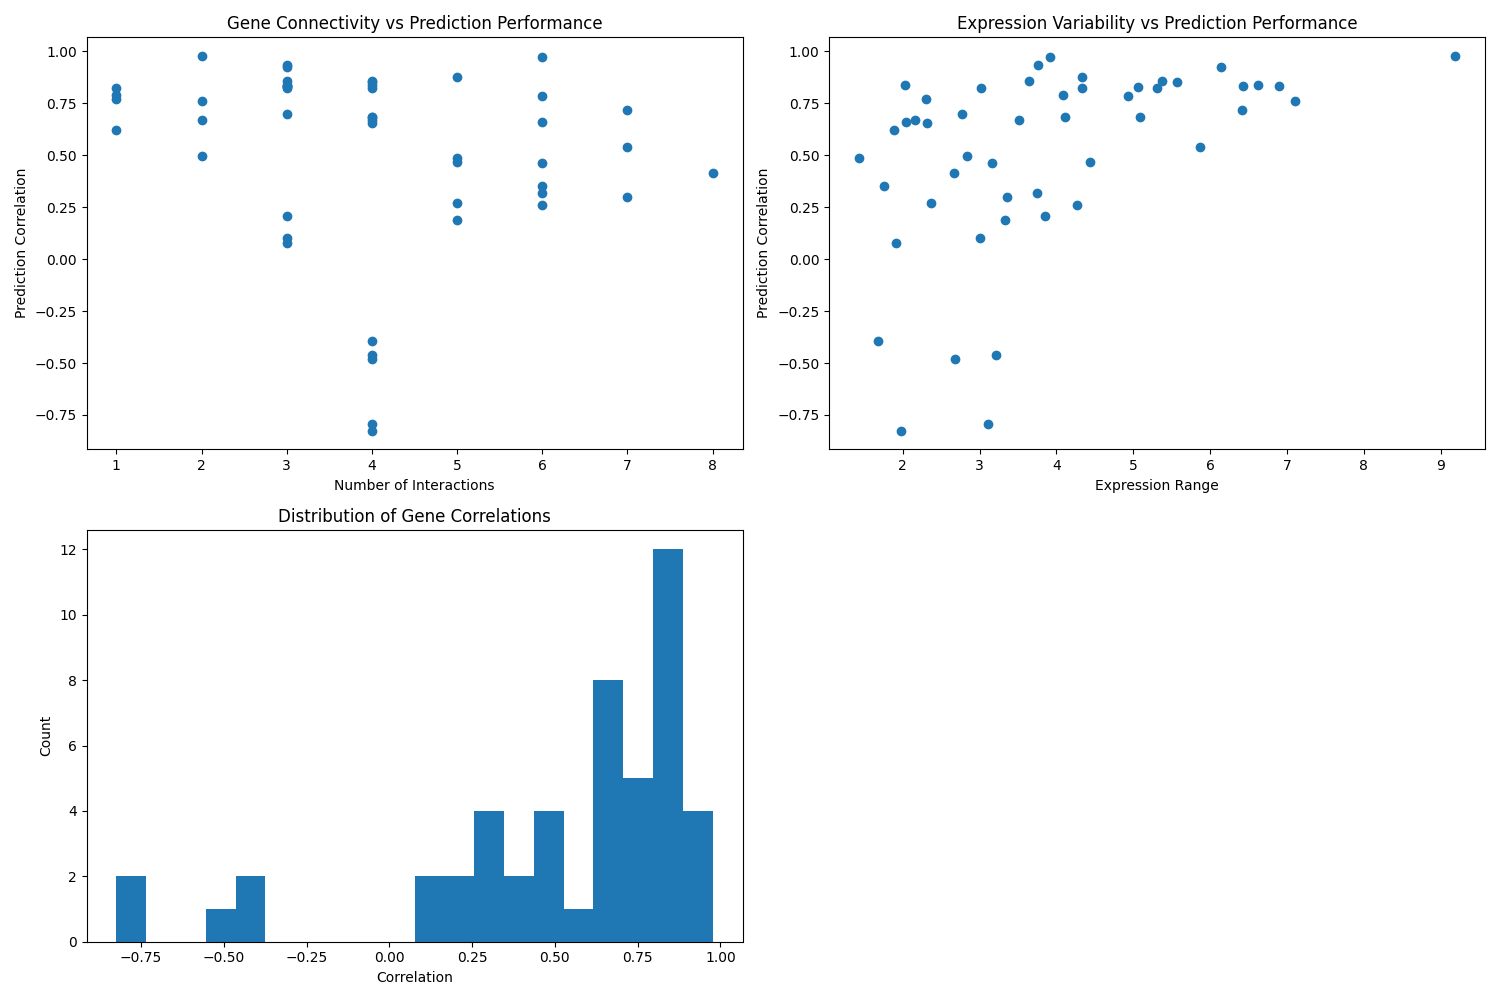 Gene Connectivity vs Prediction Performance
Prediction Correlation
1.00
0.75
0.50
0.25
0.00
−0.25
−0.50
−0.75
1 2 3 4 5 6 7 8
Number of Interactions
Expression Variability vs Prediction Performance
Prediction Correlation
1.00
0.75
0.50
0.25
0.00
−0.25
−0.50
−0.75
2 3 4 5 6 7 8 9
Expression Range
Distribution of Gene Correlations
Count
12
10
8
6
4
2
0
−0.75 −0.50 −0.25 0.00 0.25 0.50 0.75 1.00
Correlation